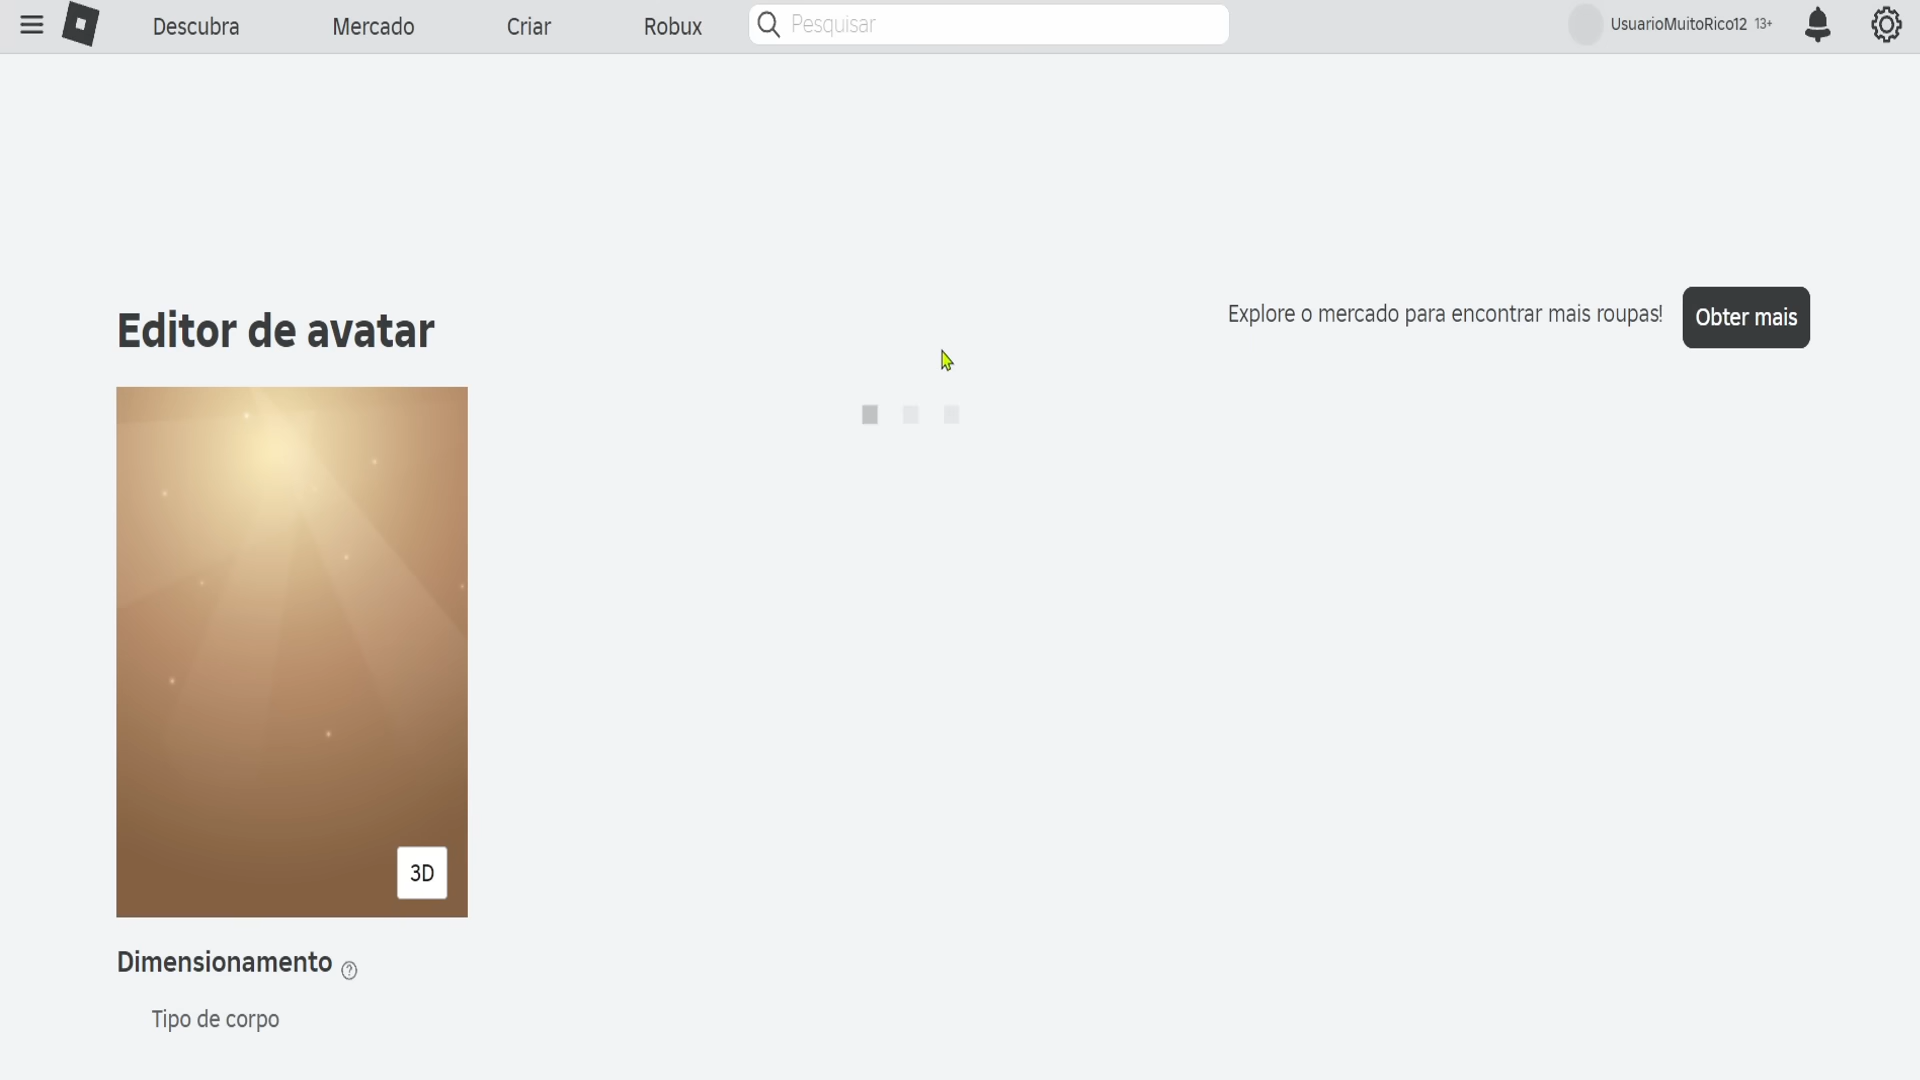 Descubra
Mercado
Criar
Robux
Pesquisar
UsuarioMuitoRico12 13+
Editor de avatar
Explore o mercado para encontrar mais roupas!
Obter mais
3D
Dimensionamento ?
Tipo de corpo